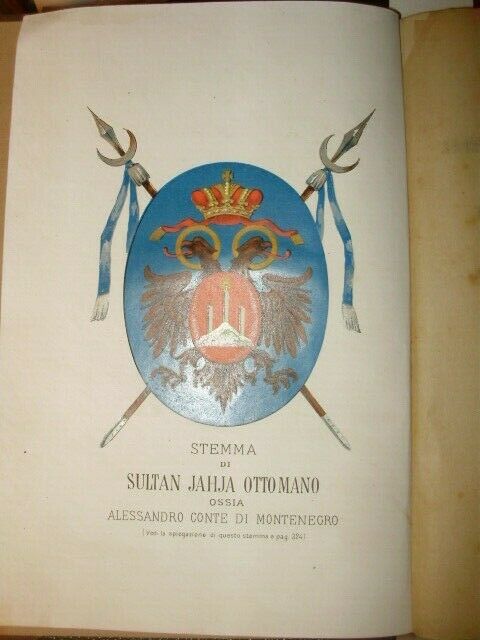 STEMMA
DI
SULTAN JAHJA OTTOMANO
OSSIA
ALESSANDRO CONTE DI MONTENEGRO
(Vedi la spiegazione di questo stemma a pag. 324)